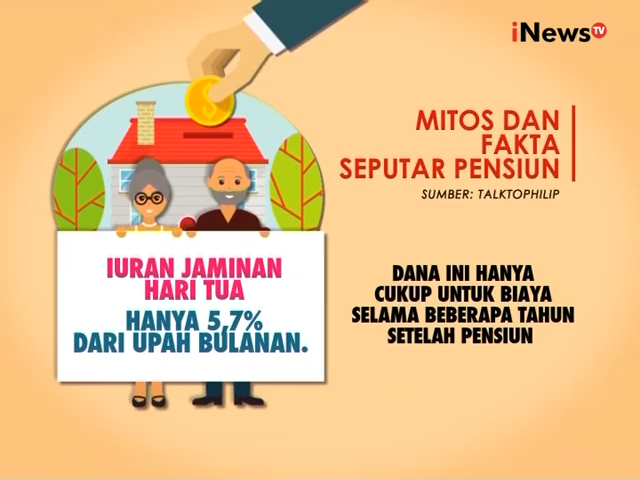 iNews TV
MITOS DAN
FAKTA
SEPUTAR PENSIUN
SUMBER: TALKTOPHILIP
IURAN JAMINAN
HARI TUA
HANYA 5,7%
DARI UPAH BULANAN.
DANA INI HANYA
CUKUP UNTUK BIAYA
SELAMA BEBERAPA TAHUN
SETELAH PENSIUN